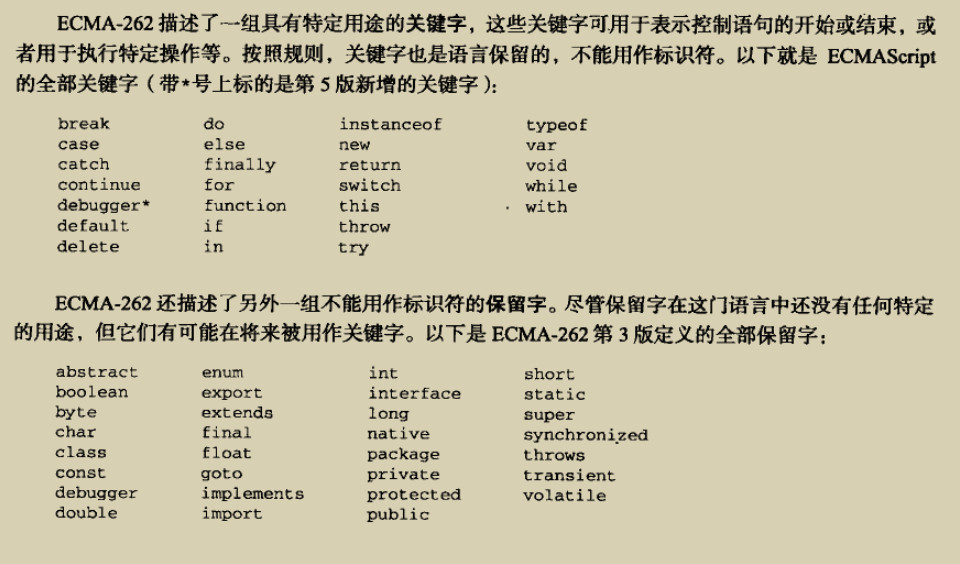 ECMA-262 描述了一组具有特定用途的关键字，这些关键字可用于表示控制语句的开始或结束，或
者用于执行特定操作等。按照规则，关键字也是语言保留的，不能用作标识符。以下就是 ECMAScript
的全部关键字（带*号上标的是第 5 版新增的关键字）：
break do instanceof typeof
case else new var
catch finally return void
continue for switch while
debugger* function this with
default if throw
delete in try
ECMA-262 还描述了另外一组不能用作标识符的保留字。尽管保留字在这门语言中还没有任何特定
的用途，但它们有可能在将来被用作关键字。以下是 ECMA-262 第 3 版定义的全部保留字：
abstract enum int short
boolean export interface static
byte extends long super
char final native synchronized
class float package throws
const goto private transient
debugger implements protected volatile
double import public